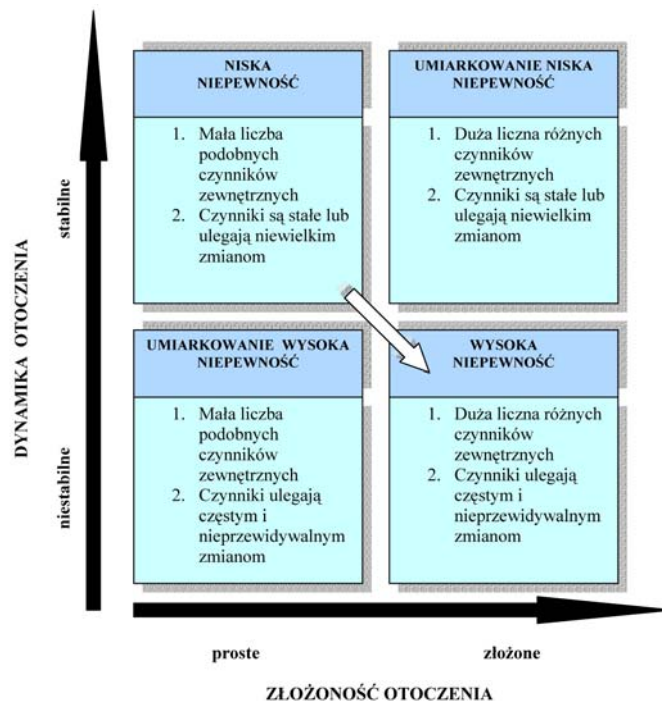 NISKA
NIEPEWNOŚĆ
1. Mała liczba
podobnych
czynników
zewnętrznych
2. Czynniki są stałe lub
ulegają niewielkim
zmianom
UMIARKOWANIE NISKA
NIEPEWNOŚĆ
1. Duża liczna różnych
czynników
zewnętrznych
2. Czynniki są stałe lub
ulegają niewielkim
zmianom
UMIARKOWANIE WYSOKA
NIEPEWNOŚĆ
1. Mała liczba
podobnych
czynników
zewnętrznych
2. Czynniki ulegają
częstym i
nieprzewidywalnym
zmianom
WYSOKA
NIEPEWNOŚĆ
1. Duża liczna różnych
czynników
zewnętrznych
2. Czynniki ulegają
częstym i
nieprzewidywalnym
zmianom
DYNAMIKA OTOCZENIA
stabilne
niestabilne
proste
złożone
ZŁOŻONOŚĆ OTOCZENIA